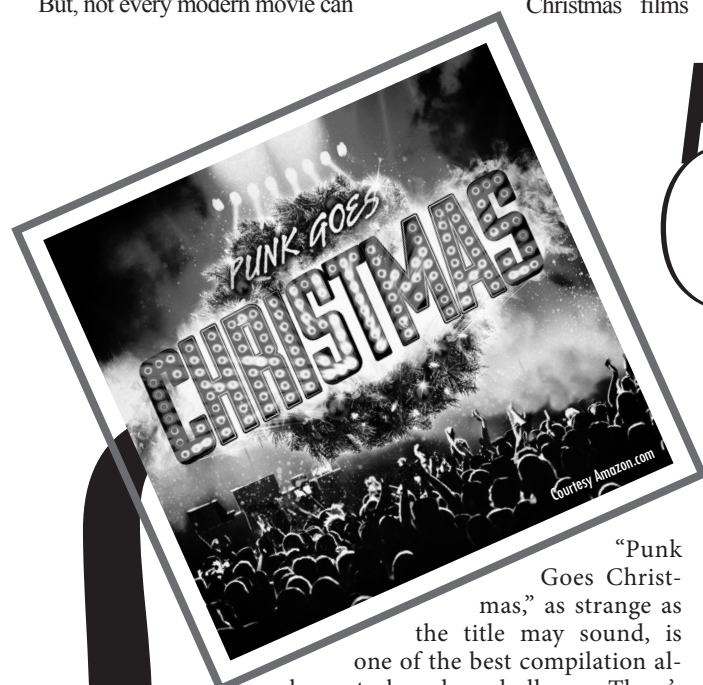 But, not every modern movie can
Christmas films
PUNK GOES
CHRISTMAS
Courtesy Amazon.com
“Punk
Goes Christ-
mas,” as strange as
the title may sound, is
one of the best compilation al-